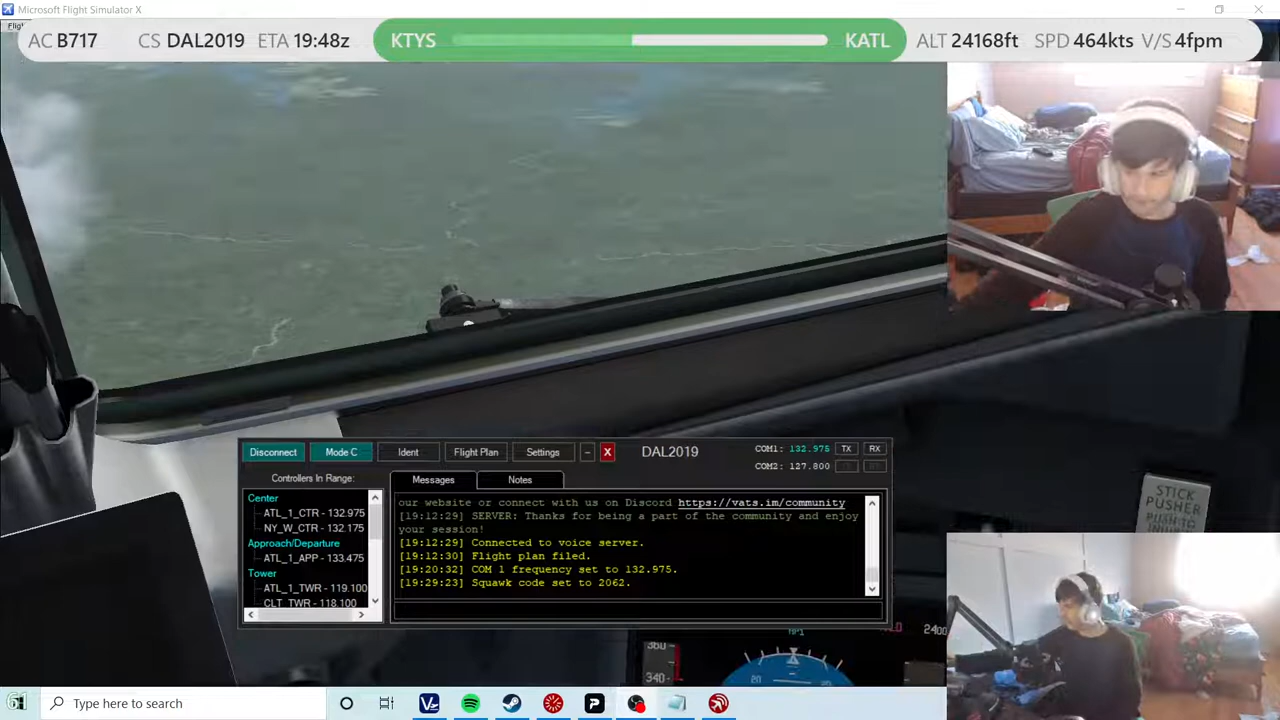 Microsoft Flight Simulator X
AC B717 CS DAL2019 ETA 19:48z KTYS KATL ALT 24168ft SPD 464kts V/S 4fpm
Disconnect Mode C Ident Flight Plan Settings - X DAL2019 COM1: 132.975 TX RX
COM2: 127.800
Controllers In Range:
Center
ATL_1_CTR - 132.975
NY_W_CTR - 132.175
Approach/Departure
ATL_1_APP - 133.475
Tower
ATL_1_TWR - 119.100
CLT_TWR - 118.100
Messages Notes
our website or connect with us on Discord https://vats.im/community
[19:12:29] SERVER: Thanks for being a part of the community and enjoy
your session!
[19:12:29] Connected to voice server.
[19:12:30] Flight plan filed.
[19:20:32] COM 1 frequency set to 132.975.
[19:29:23] Squawk code set to 2062.
STICK
PUSHER
PUSH TO
360
340
2400
Type here to search